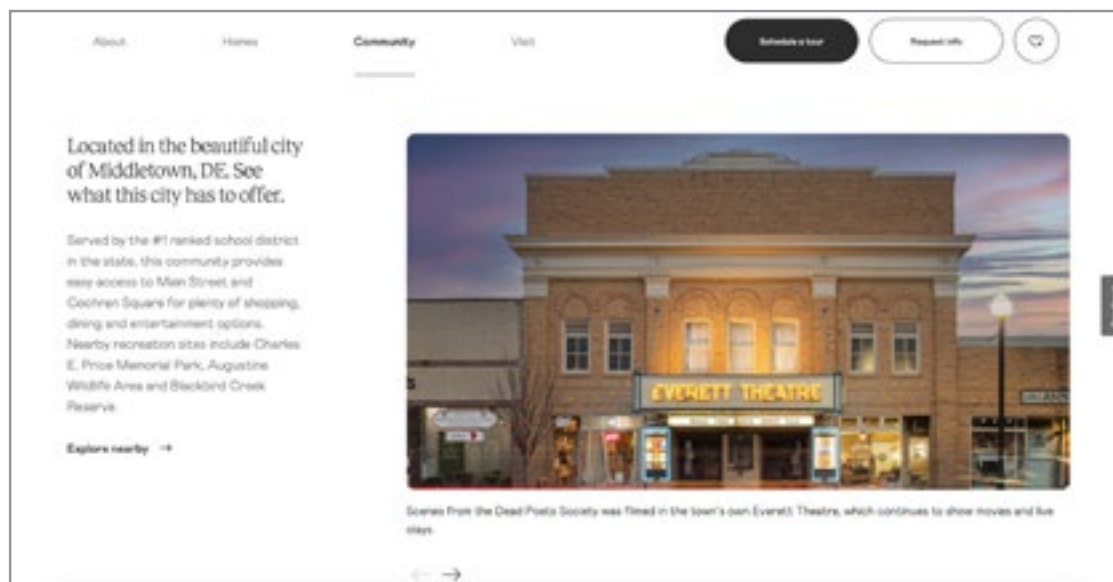 About
Homes
Community
Visit
Schedule a tour
Request info
Located in the beautiful city
of Middletown, DE. See
what this city has to offer.
Served by the #1 ranked school district
in the state, this community provides
easy access to Main Street and
Cochran Square for plenty of shopping,
dining and entertainment options.
Nearby recreation sites include Charles
E. Price Memorial Park, Augustine
Wildlife Area and Blackbird Creek
Reserve.
Explore nearby →
EVERETT THEATRE
Scenes from the Dead Poets Society was filmed in the town's own Everett Theatre, which continues to show movies and live